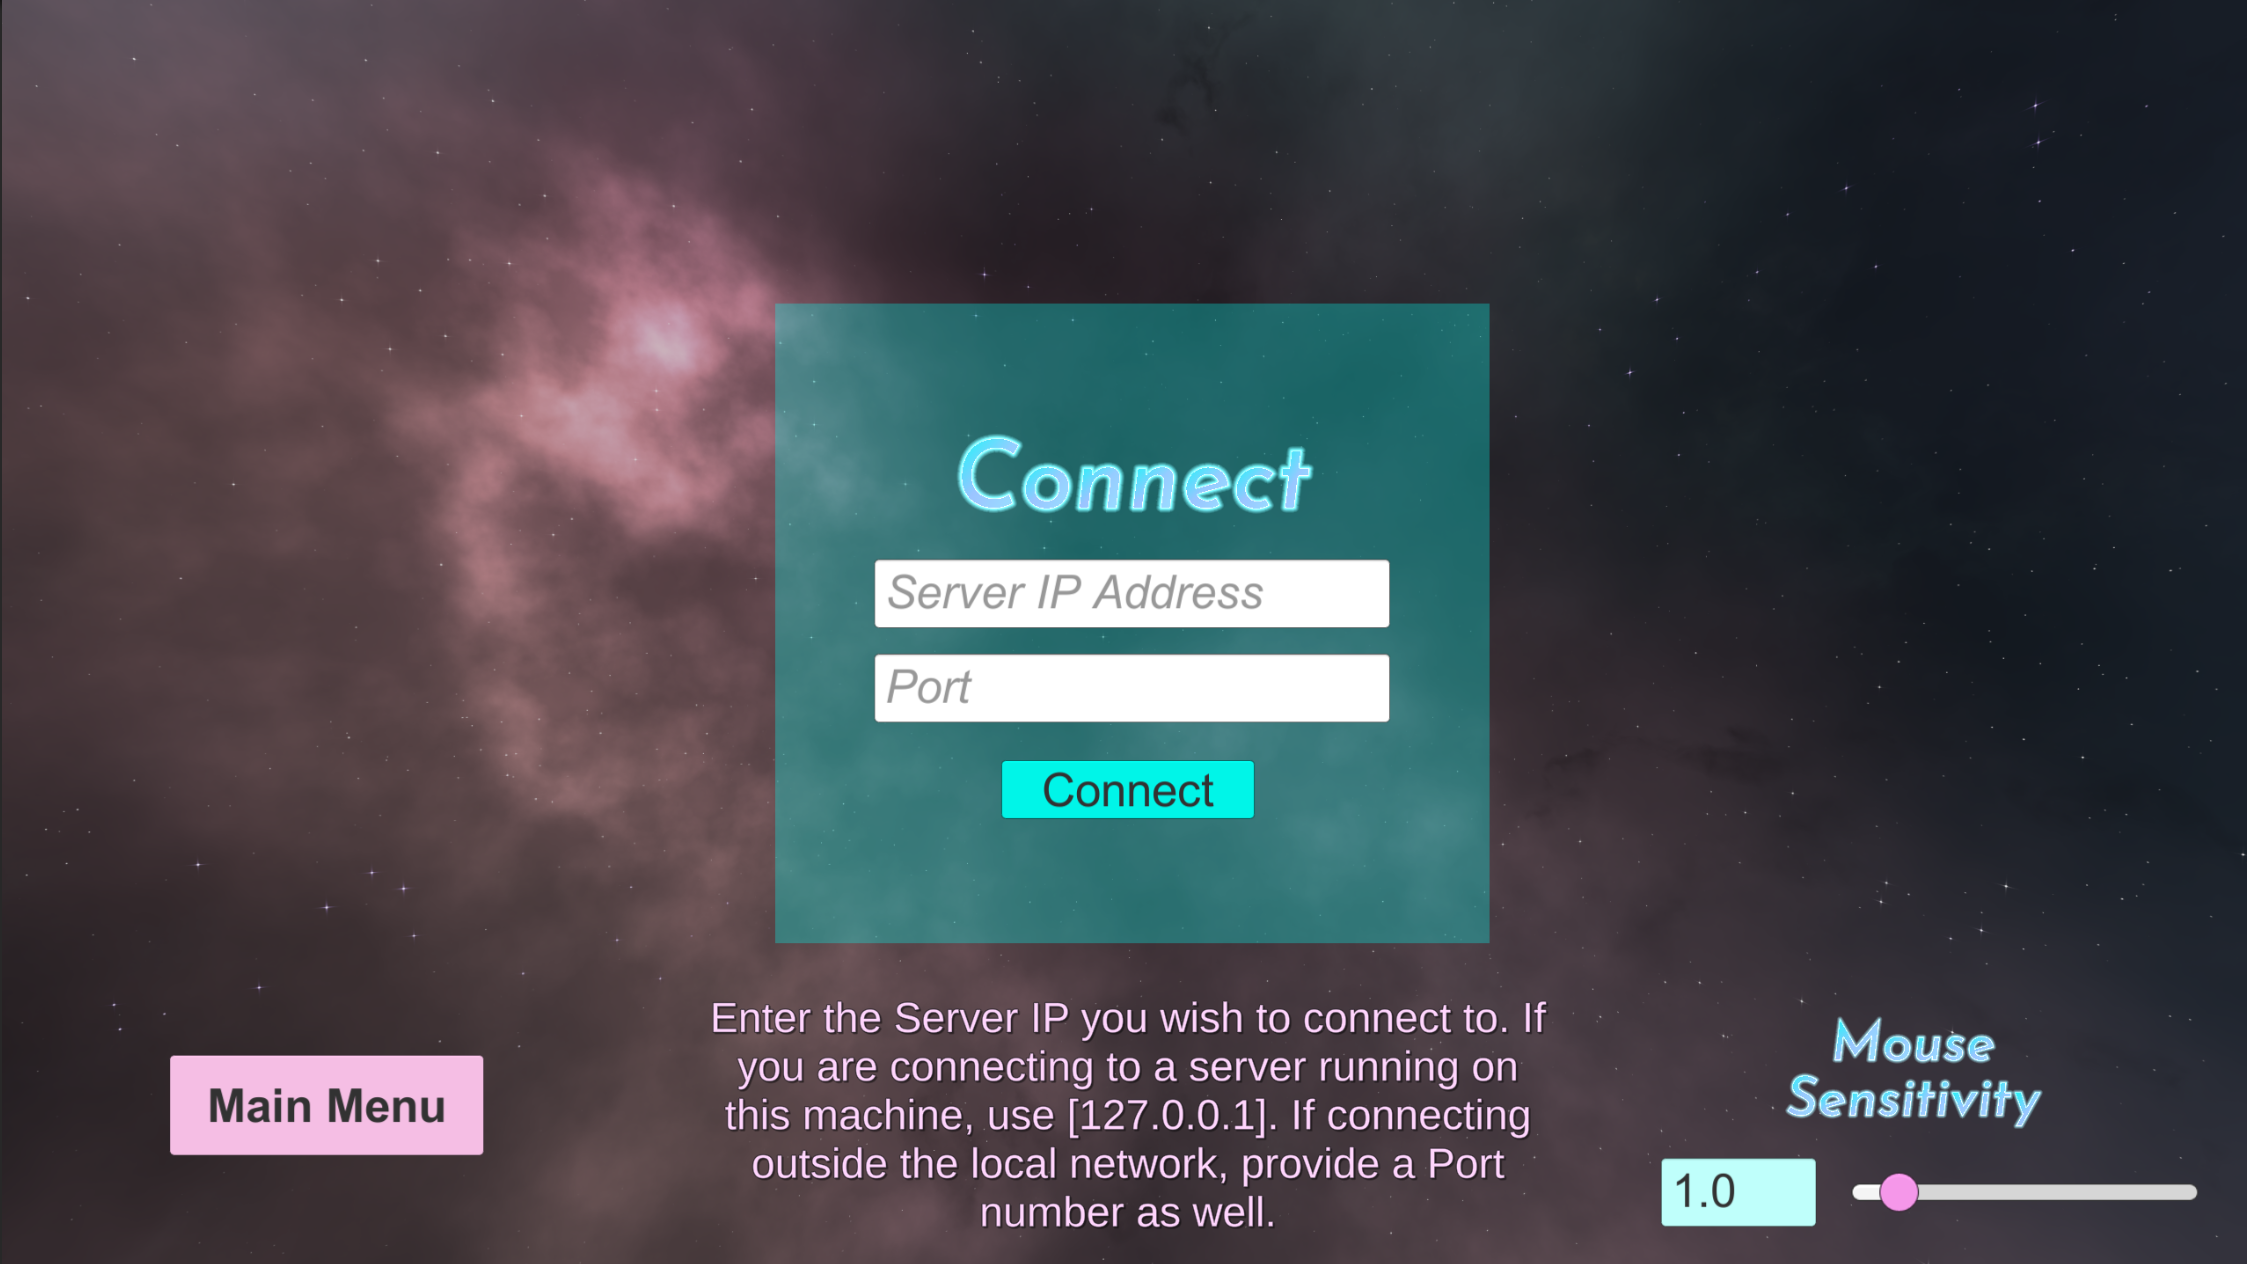 Connect
Server IP Address
Port
Connect
Enter the Server IP you wish to connect to. If
you are connecting to a server running on
this machine, use [127.0.0.1]. If connecting
outside the local network, provide a Port
number as well.
Main Menu
Mouse
Sensitivity
1.0